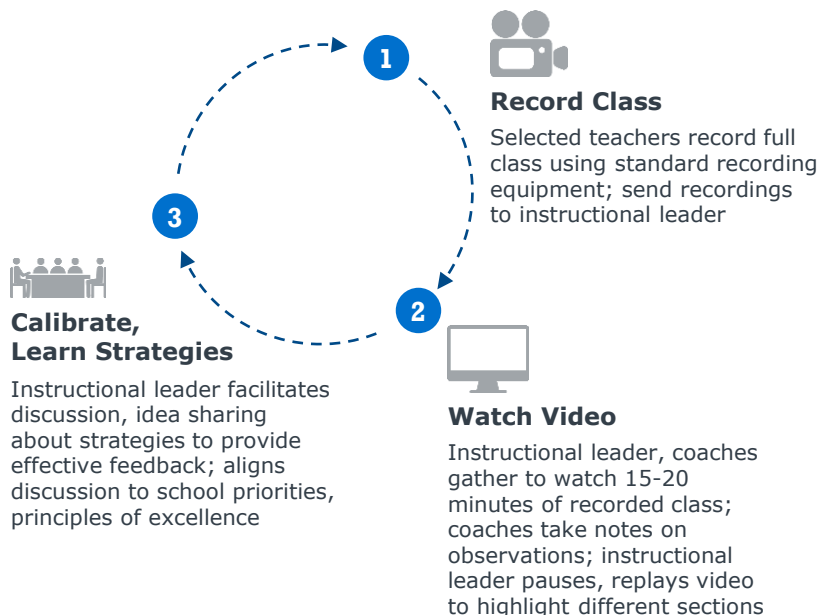 1
Record Class
Selected teachers record full
class using standard recording
equipment; send recordings
to instructional leader
2
Watch Video
Instructional leader, coaches
gather to watch 15-20
minutes of recorded class;
coaches take notes on
observations; instructional
leader pauses, replays video
to highlight different sections
3
Calibrate,
Learn Strategies
Instructional leader facilitates
discussion, idea sharing
about strategies to provide
effective feedback; aligns
discussion to school priorities,
principles of excellence